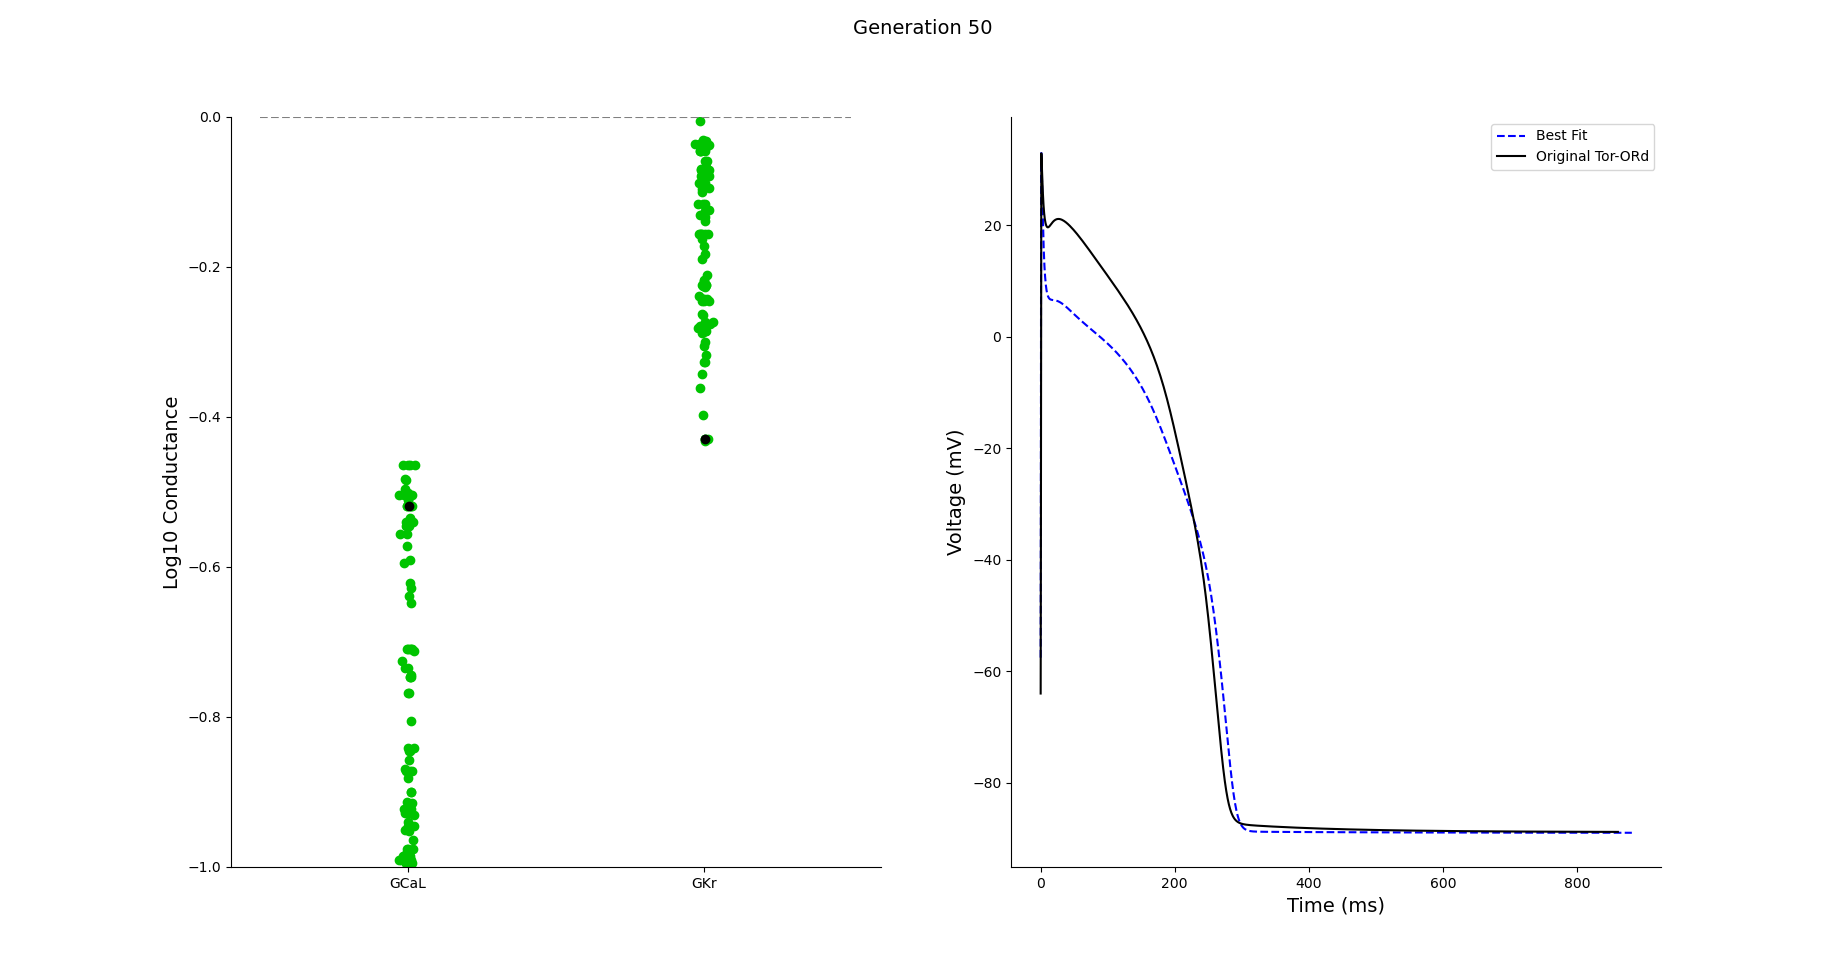 Generation 50
Log10 Conductance
0.0
−0.2
−0.4
−0.6
−0.8
−1.0
GCaL GKr
Voltage (mV)
20
0
−20
−40
−60
−80
0 200 400 600 800
Time (ms)
Best Fit
Original Tor-ORd